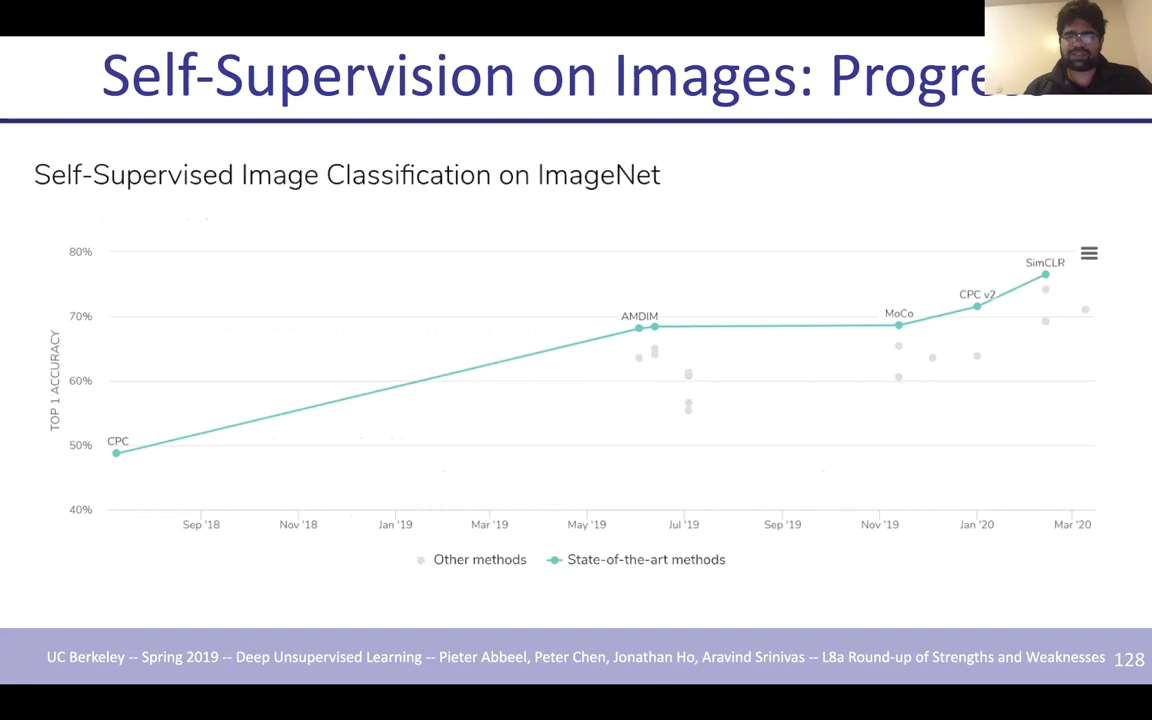 Self-Supervision on Images:
Self-Supervised Image Classification on ImageNet
TOP 1 ACCURACY
80%
70%
60%
50%
40%
CPC
AMDIM
MoCo
CPC v2
SimCLR
Sep '18
Nov '18
Jan '19
Mar '19
May '19
Jul '19
Sep '19
Nov '19
Jan '20
Mar '20
Other methods
State-of-the-art methods
UC Berkeley -- Spring 2019 -- Deep Unsupervised Learning -- Pieter Abbeel, Peter Chen, Jonathan Ho, Aravind Srinivas -- L8a Round-up of Strengths and Weaknesses
128